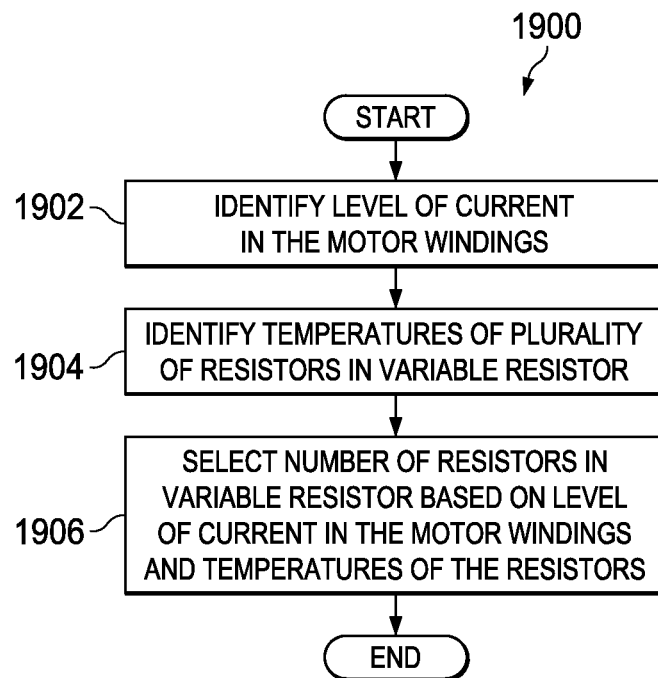 1900
START
1902
IDENTIFY LEVEL OF CURRENT
IN THE MOTOR WINDINGS
1904
IDENTIFY TEMPERATURES OF PLURALITY
OF RESISTORS IN VARIABLE RESISTOR
1906
SELECT NUMBER OF RESISTORS IN
VARIABLE RESISTOR BASED ON LEVEL
OF CURRENT IN THE MOTOR WINDINGS
AND TEMPERATURES OF THE RESISTORS
END